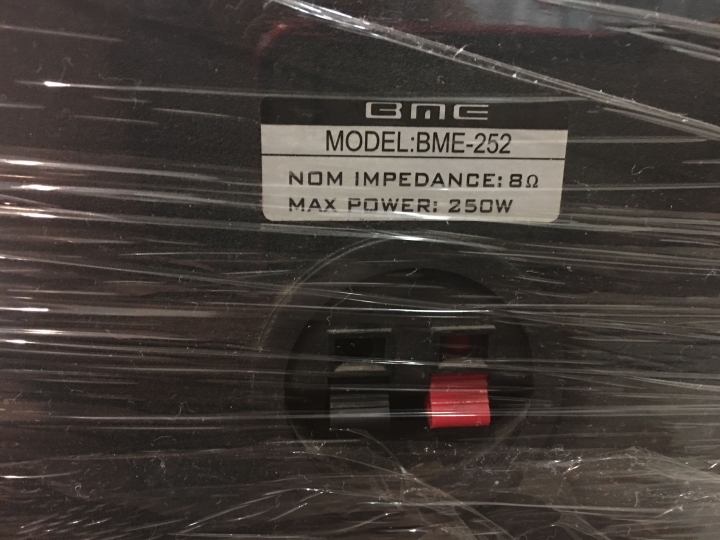 BME
MODEL:BME-252
NOM IMPEDANCE: 8Ω
MAX POWER: 250W